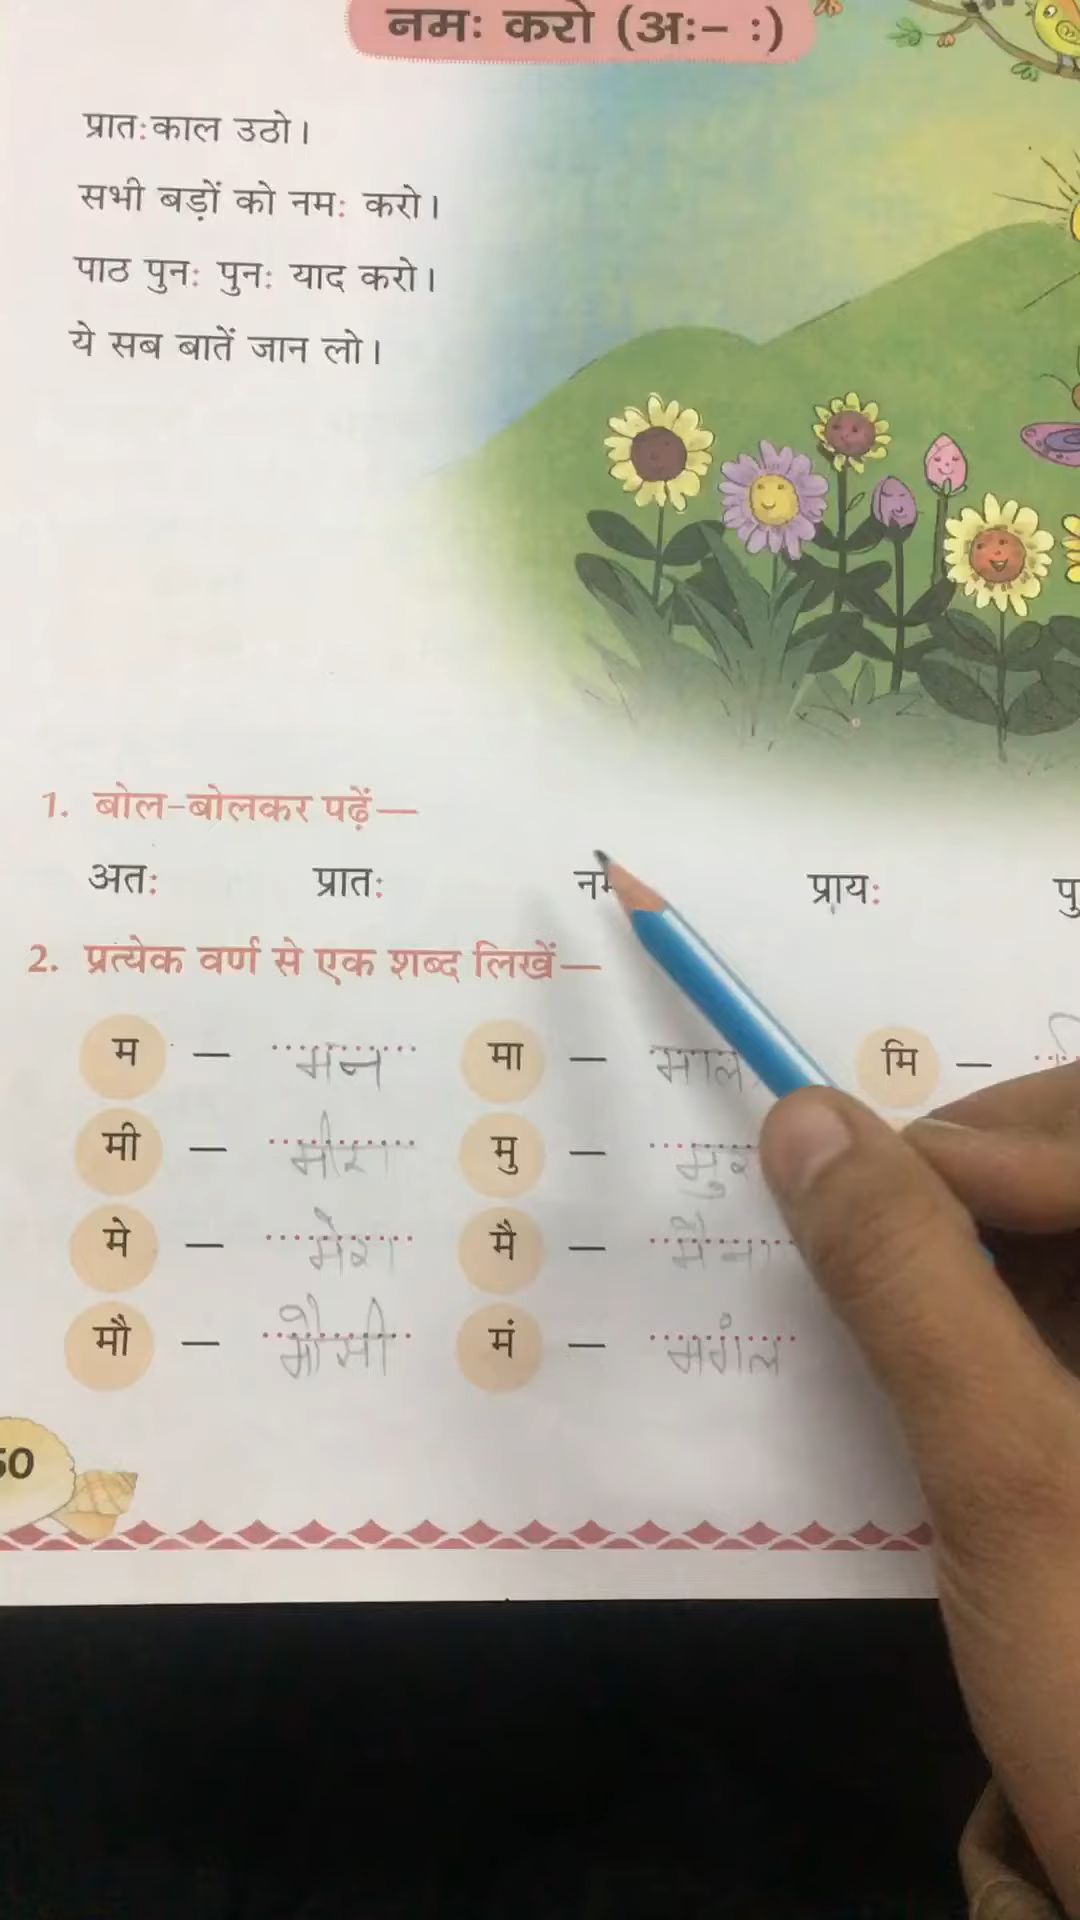 नमः करो (अः– ः)
प्रातःकाल उठो।
सभी बड़ों को नमः करो।
पाठ पुनः पुनः याद करो।
ये सब बातें जान लो।
1. बोल-बोलकर पढ़ें—
अतः प्रातः प्रायः
2. प्रत्येक वर्ण से एक शब्द लिखें—
म — मन मा — मि —
मी — मीरा मु —
मे — मेरा मै — मैना
मौ — मौसी मं — मगंल
50